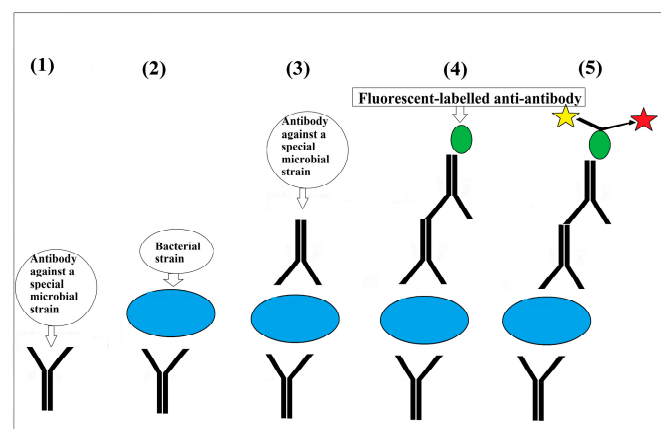 (1)
(2)
(3)
(4)
(5)
Fluorescent-labelled anti-antibody
Antibody
against a
special
microbial
strain
Bacterial
strain
Antibody
against a
special
microbial
strain